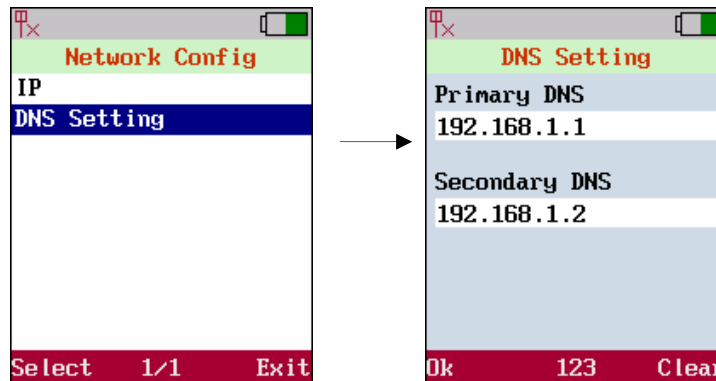 Network Config
IP
DNS Setting
Select 1/1 Exit
DNS Setting
Primary DNS
192.168.1.1
Secondary DNS
192.168.1.2
Ok 123 Clear